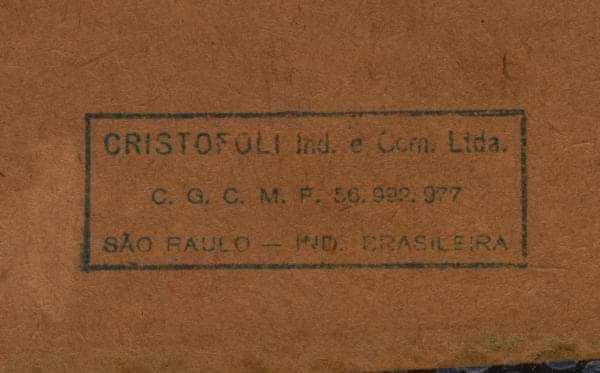 CRISTOFOLI Ind. e Com. Ltda.
C. G. C. M. F. 56.992.977
SÃO PAULO — IND. BRASILEIRA